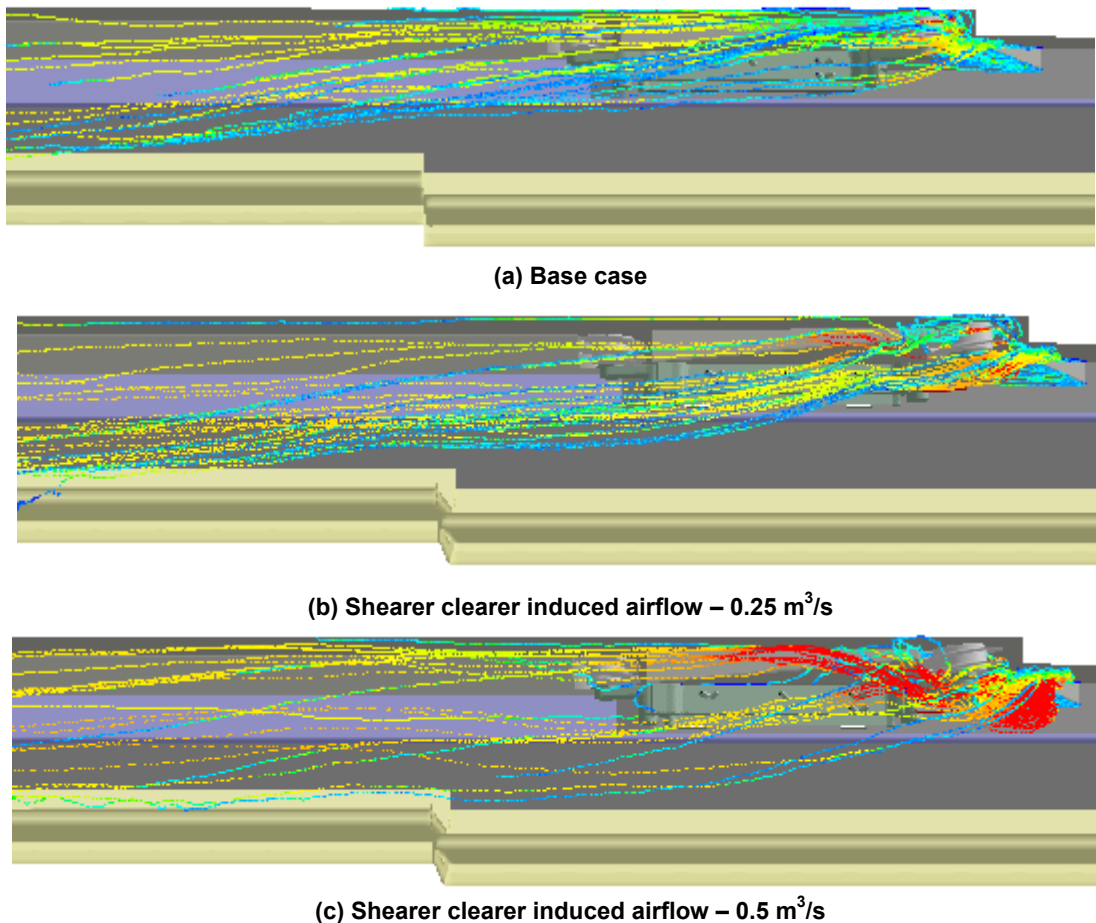 (a) Base case
(b) Shearer clearer induced airflow – 0.25 m³/s
(c) Shearer clearer induced airflow – 0.5 m³/s